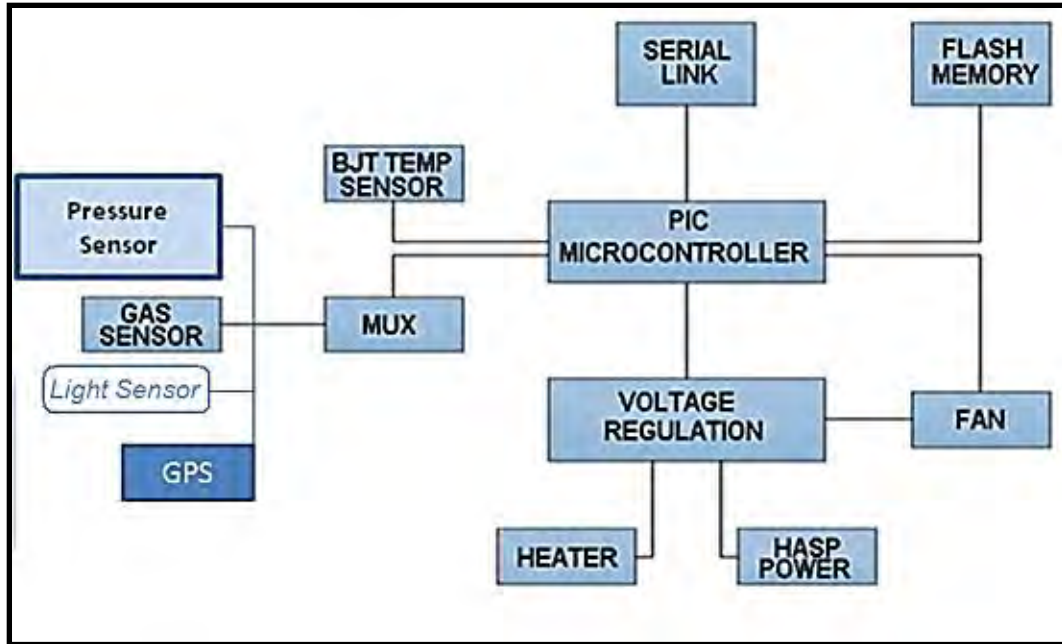 SERIAL
LINK
FLASH
MEMORY
BJT TEMP
SENSOR
Pressure
Sensor
PIC
MICROCONTROLLER
GAS
SENSOR
MUX
Light Sensor
VOLTAGE
REGULATION
FAN
GPS
HEATER
HASP
POWER